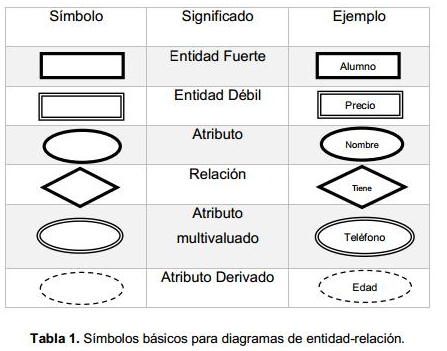 Símbolo Significado Ejemplo
Entidad Fuerte Alumno
Entidad Débil Precio
Atributo Nombre
Relación Tiene
Atributo
multivaluado Teléfono
Atributo Derivado Edad
Tabla 1. Símbolos básicos para diagramas de entidad-relación.